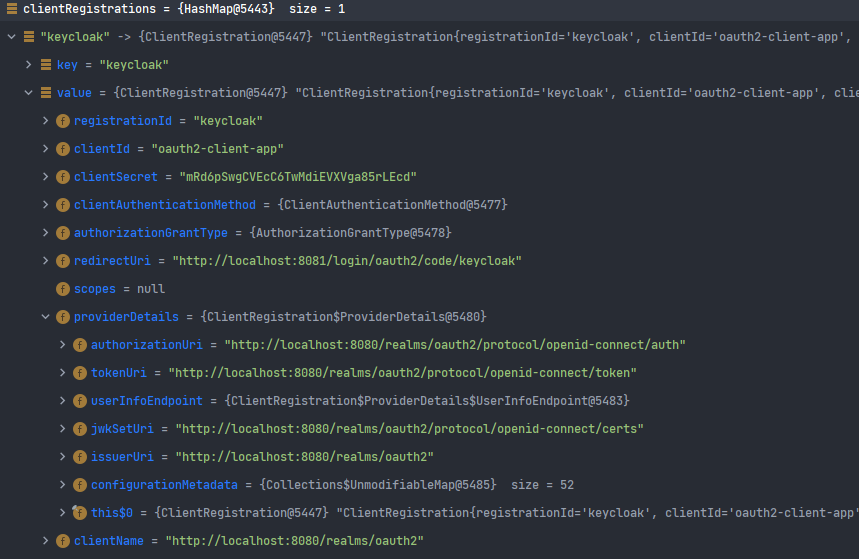 clientRegistrations = {HashMap@5443} size = 1
"keycloak" -> {ClientRegistration@5447} "ClientRegistration{registrationId='keycloak', clientId='oauth2-client-app',
key = "keycloak"
value = {ClientRegistration@5447} "ClientRegistration{registrationId='keycloak', clientId='oauth2-client-app', clie
f registrationId = "keycloak"
f clientId = "oauth2-client-app"
f clientSecret = "mRd6pSwgCVEcC6TwMdiEVXVga85rLEcd"
f clientAuthenticationMethod = {ClientAuthenticationMethod@5477}
f authorizationGrantType = {AuthorizationGrantType@5478}
f redirectUri = "http://localhost:8081/login/oauth2/code/keycloak"
f scopes = null
f providerDetails = {ClientRegistration$ProviderDetails@5480}
f authorizationUri = "http://localhost:8080/realms/oauth2/protocol/openid-connect/auth"
f tokenUri = "http://localhost:8080/realms/oauth2/protocol/openid-connect/token"
f userInfoEndpoint = {ClientRegistration$ProviderDetails$UserInfoEndpoint@5483}
f jwkSetUri = "http://localhost:8080/realms/oauth2/protocol/openid-connect/certs"
f issuerUri = "http://localhost:8080/realms/oauth2"
f configurationMetadata = {Collections$UnmodifiableMap@5485} size = 52
f this$0 = {ClientRegistration@5447} "ClientRegistration{registrationId='keycloak', clientId='oauth2-client-app'
f clientName = "http://localhost:8080/realms/oauth2"